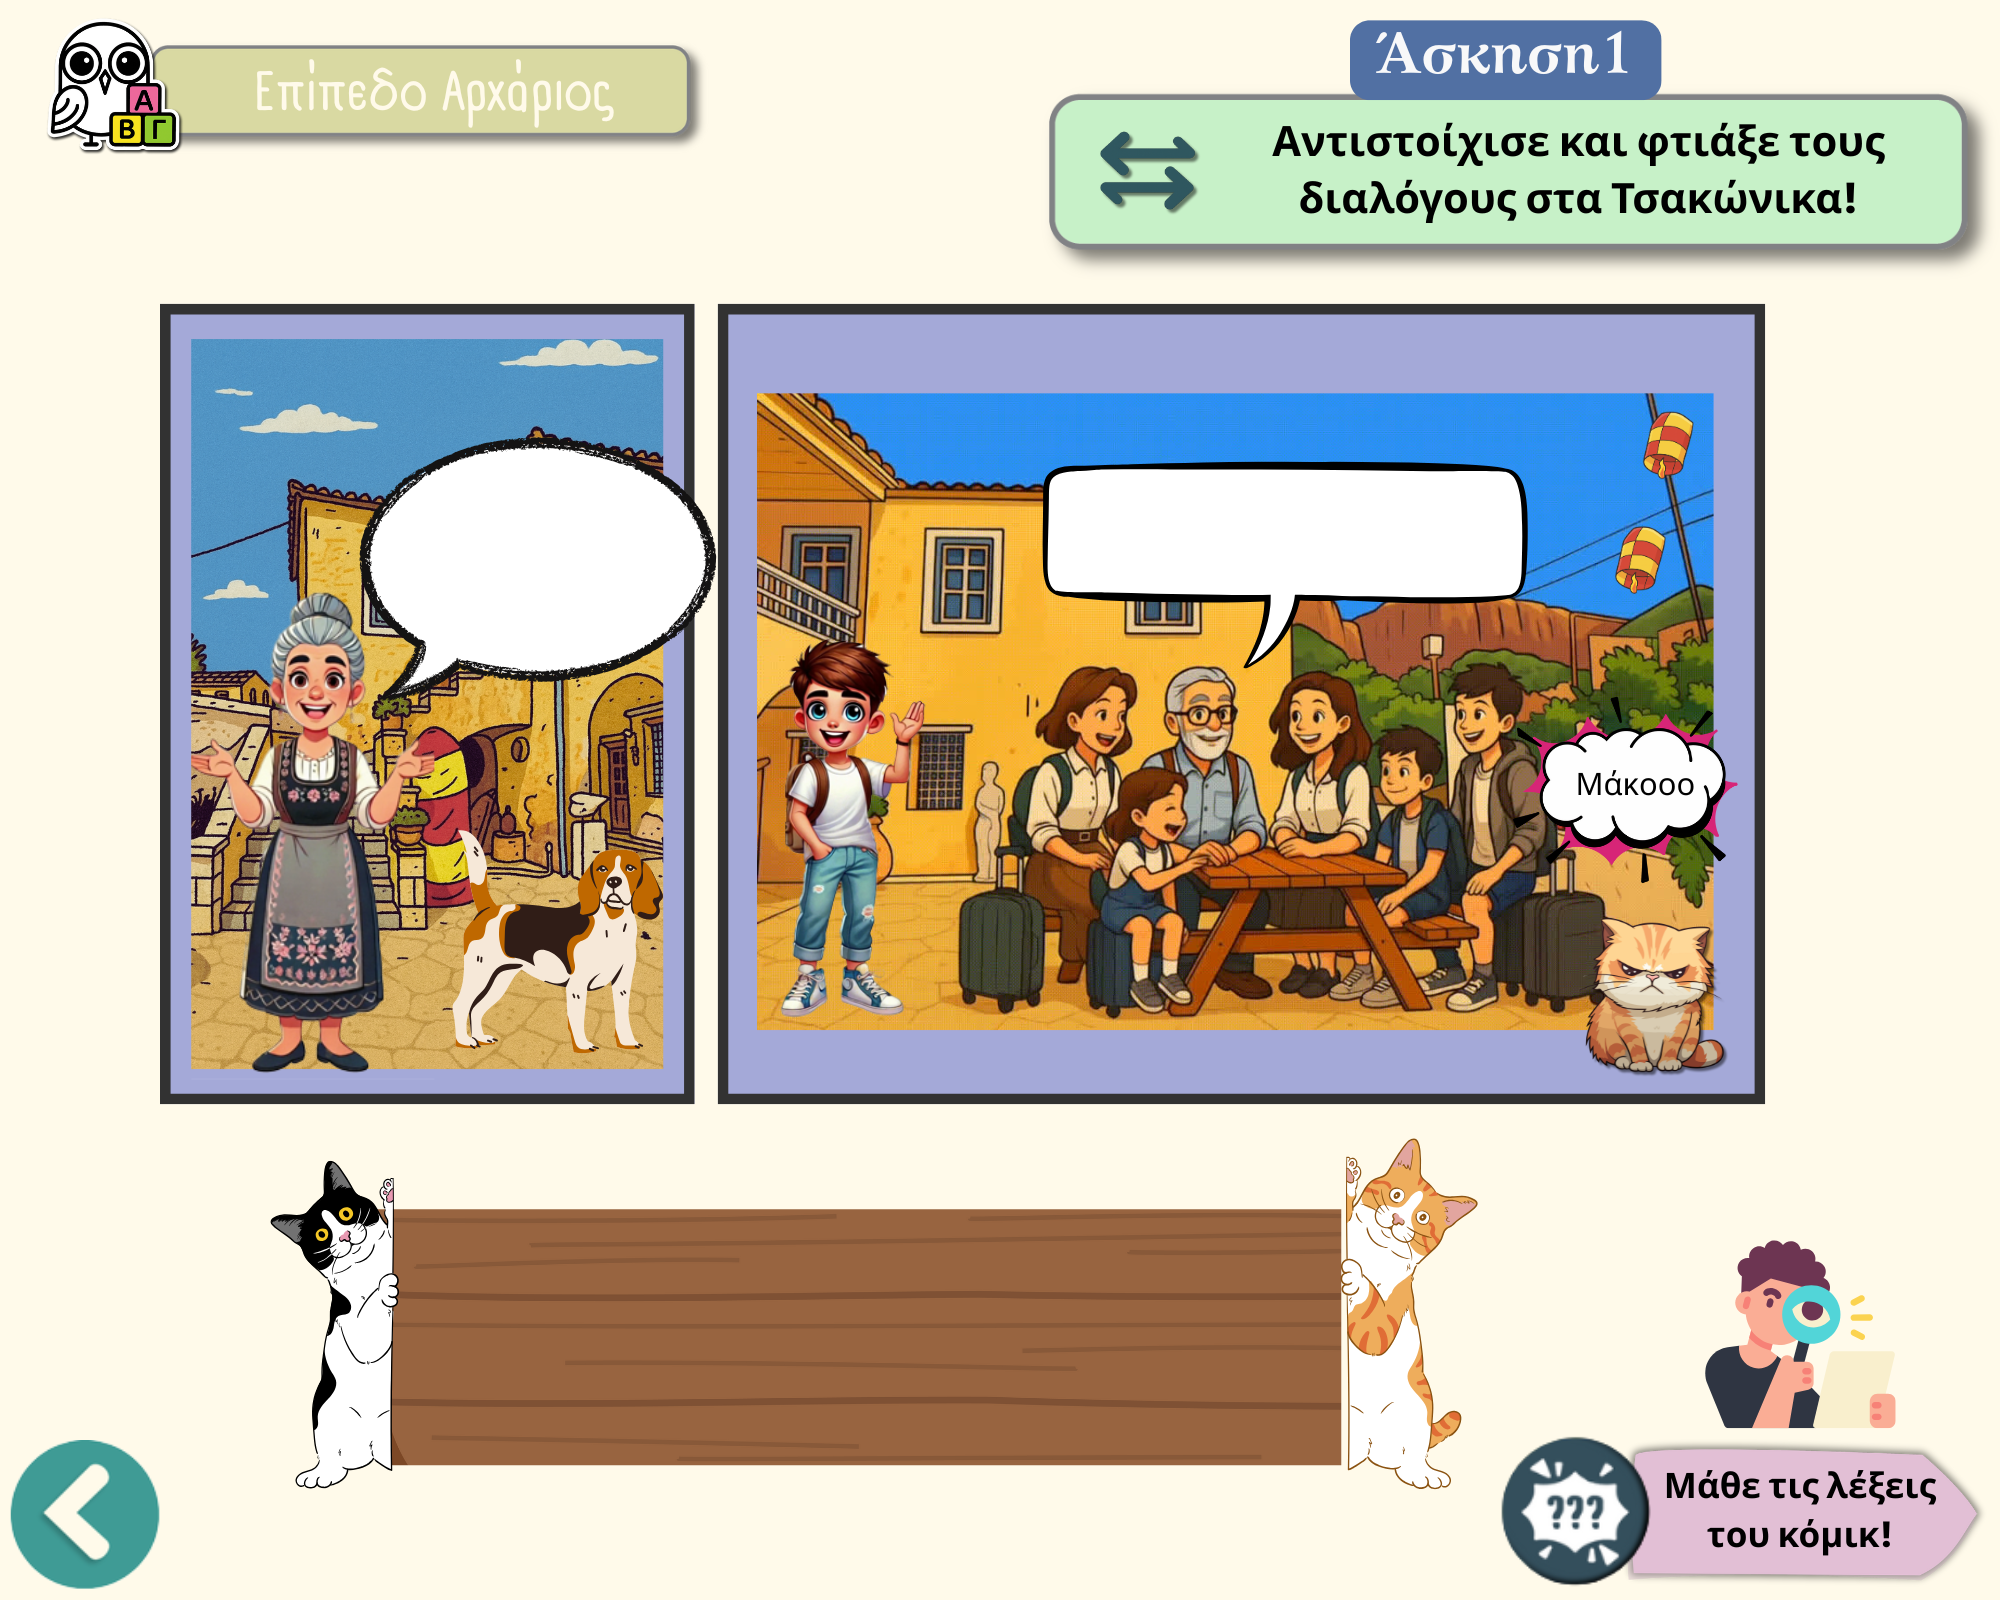 Επίπεδο Αρχάριος
Α
Β Γ
Άσκηση 1
Αντιστοίχισε και φτιάξε τους
διαλόγους στα Τσακώνικα!
Μάκοοο
???
Μάθε τις λέξεις
του κόμικ!